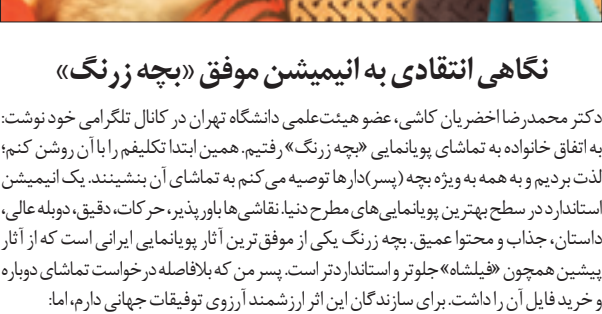 نگاهی انتقادی به انیمیشن موفق «بچه زرنگ»
دکتر محمدرضا اخضریان کاشی، عضو هیئت‌علمی دانشگاه تهران در کانال تلگرامی خود نوشت:
به اتفاق خانواده به تماشای پویانمایی «بچه زرنگ» رفتیم. همین ابتدا تکلیفم را با آن روشن کنم؛
لذت بردیم و به همه به ویژه بچه (پسر)دارها توصیه می‌کنم به تماشای آن بنشینند. یک انیمیشن
استاندارد در سطح بهترین پویانمایی‌های مطرح دنیا. نقاشی‌ها باورپذیر، حرکات، دقیق، دوبله عالی،
داستان، جذاب و محتوا عمیق. بچه زرنگ یکی از موفق‌ترین آثار پویانمایی ایرانی است که از آثار
پیشین همچون «فیلشاه» جلوتر و استانداردتر است. پسر من که بلافاصله درخواست تماشای دوباره
و خرید فایل آن را داشت. برای سازندگان این اثر ارزشمند آرزوی توفیقات جهانی دارم، اما: